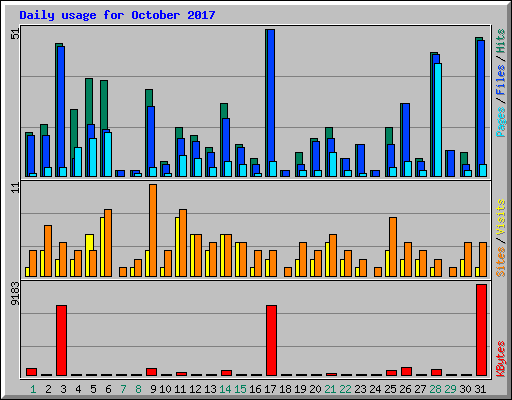 Daily usage for October 2017
51
Pages / Files / Hits
11
Sites / Visits
9183
KBytes
1 2 3 4 5 6 7 8 9 10 11 12 13 14 15 16 17 18 19 20 21 22 23 24 25 26 27 28 29 30 31